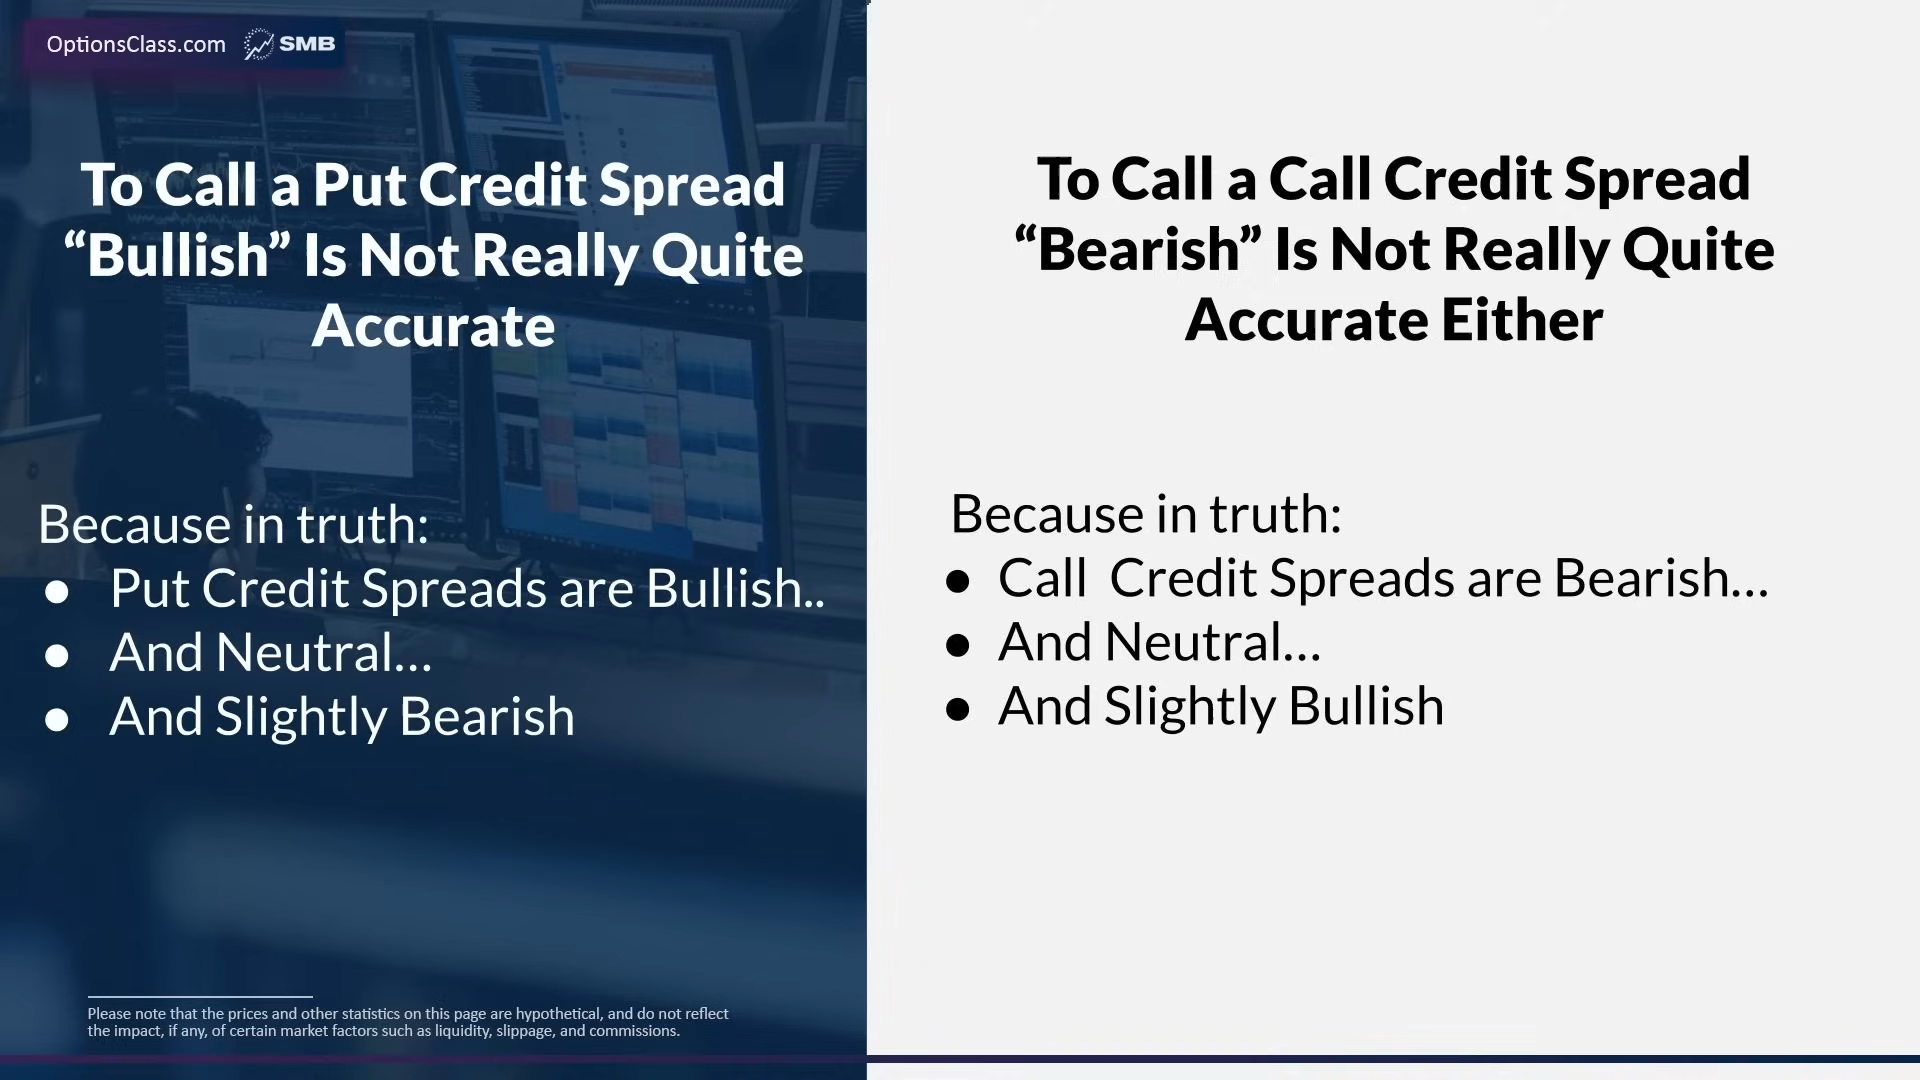 OptionsClass.com SMB
To Call a Put Credit Spread
“Bullish” Is Not Really Quite
Accurate
Because in truth:
● Put Credit Spreads are Bullish..
● And Neutral...
● And Slightly Bearish
Please note that the prices and other statistics on this page are hypothetical, and do not reflect
the impact, if any, of certain market factors such as liquidity, slippage, and commissions.
To Call a Call Credit Spread
“Bearish” Is Not Really Quite
Accurate Either
Because in truth:
● Call  Credit Spreads are Bearish...
● And Neutral...
● And Slightly Bullish